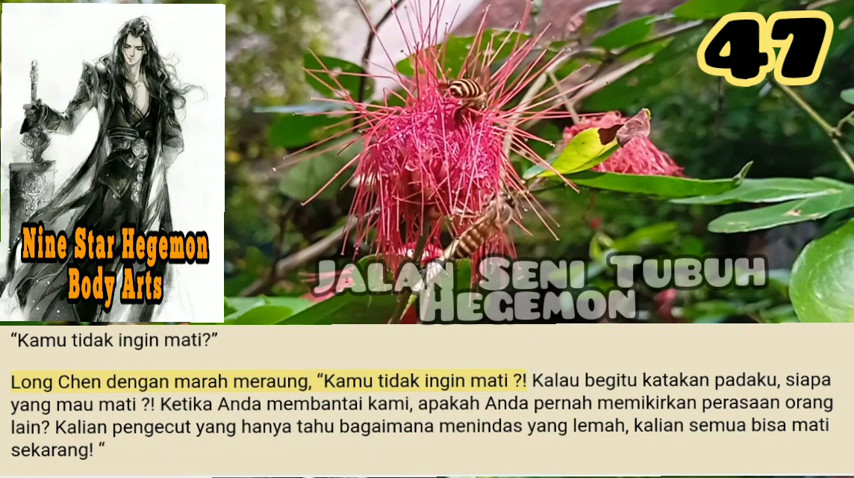 47
Nine Star Hegemon
Body Arts
Jalan Seni Tubuh
Hegemon
“Kamu tidak ingin mati?”
Long Chen dengan marah meraung, “Kamu tidak ingin mati ?! Kalau begitu katakan padaku, siapa
yang mau mati ?! Ketika Anda membantai kami, apakah Anda pernah memikirkan perasaan orang
lain? Kalian pengecut yang hanya tahu bagaimana menindas yang lemah, kalian semua bisa mati
sekarang! “